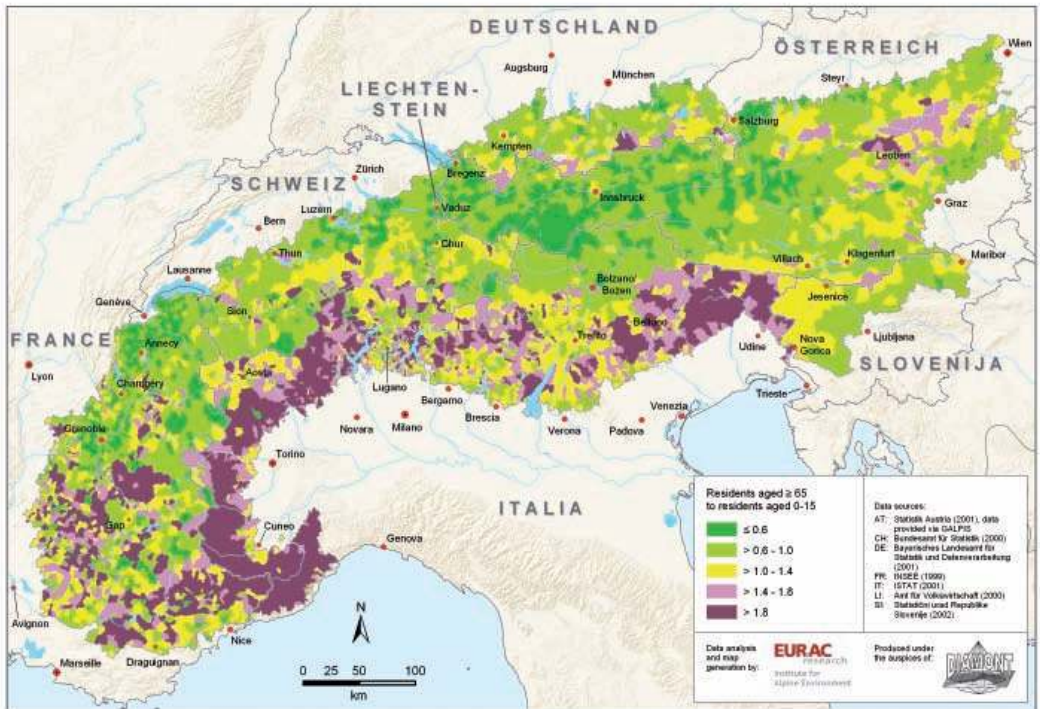 DEUTSCHLAND
ÖSTERREICH
Wien
Augsburg
München
Steyr
LIECHTEN-
STEIN
Salzburg
Kempten
Leoben
Zürich
Bregenz
SCHWEIZ
Innsbruck
Luzern
Vaduz
Graz
Bern
Chur
Thun
Villach
Klagenfurt
Maribor
Lausanne
Bolzano/
Bozen
Jesenice
Genève
Sion
Belluno
FRANCE
Trento
Nova
Gorica
Ljubljana
Annecy
Udine
SLOVENIJA
Lyon
Chambéry
Aosta
Lugano
Bergamo
Trieste
Brescia
Venezia
Grenoble
Novara
Milano
Verona
Padova
Torino
ITALIA
Gap
Cuneo
Genova
Avignon
Nice
Marseille
Draguignan
N
0 25 50 100
km
Residents aged ≥ 65
to residents aged 0-15
≤ 0.6
> 0.6 - 1.0
> 1.0 - 1.4
> 1.4 - 1.8
> 1.8
Data sources:
AT: Statistik Austria (2001), data
provided via GALPIS
CH: Bundesamt für Statistik (2000)
DE: Bayerisches Landesamt für
Statistik und Datenverarbeitung
(2001)
FR: INSEE (1999)
IT: ISTAT (2001)
LI: Amt für Volkswirtschaft (2000)
SI: Statistični urad Republike
Slovenije (2002)
Data analysis
and map
generation by:
EURAC
research
Institute for
Alpine Environment
Produced under
the auspices of:
DIAMONT